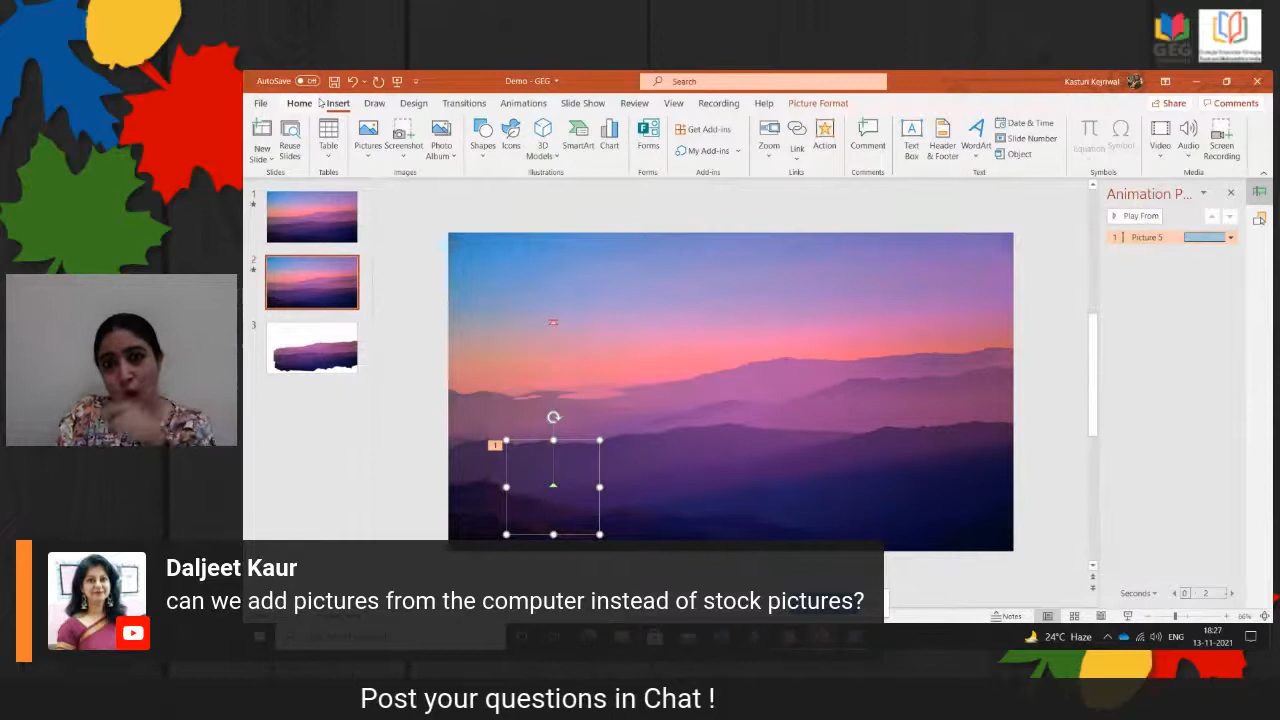 GEG
AutoSave Off
Demo - GEG
Search
Kasturi Kejriwal
File Home Insert Draw Design Transitions Animations Slide Show Review View Recording Help Picture Format
Share Comments
New Slide
Reuse Slides
Table
Pictures
Screenshot
Photo Album
Shapes
Icons
3D Models
SmartArt
Chart
Forms
Get Add-ins
My Add-ins
Zoom
Link
Action
Comment
Text Box
Header & Footer
WordArt
Date & Time
Slide Number
Object
Equation
Symbol
Video
Audio
Screen Recording
Slides Tables Images Illustrations Forms Add-ins Links Comments Text Symbols Media
1
2
3
1
Animation P...
Play From
1 Picture 5
Seconds 0 2
Notes
66%
Daljeet Kaur
can we add pictures from the computer instead of stock pictures?
24°C Haze
ENG
18:27
13-11-2021
Post your questions in Chat !